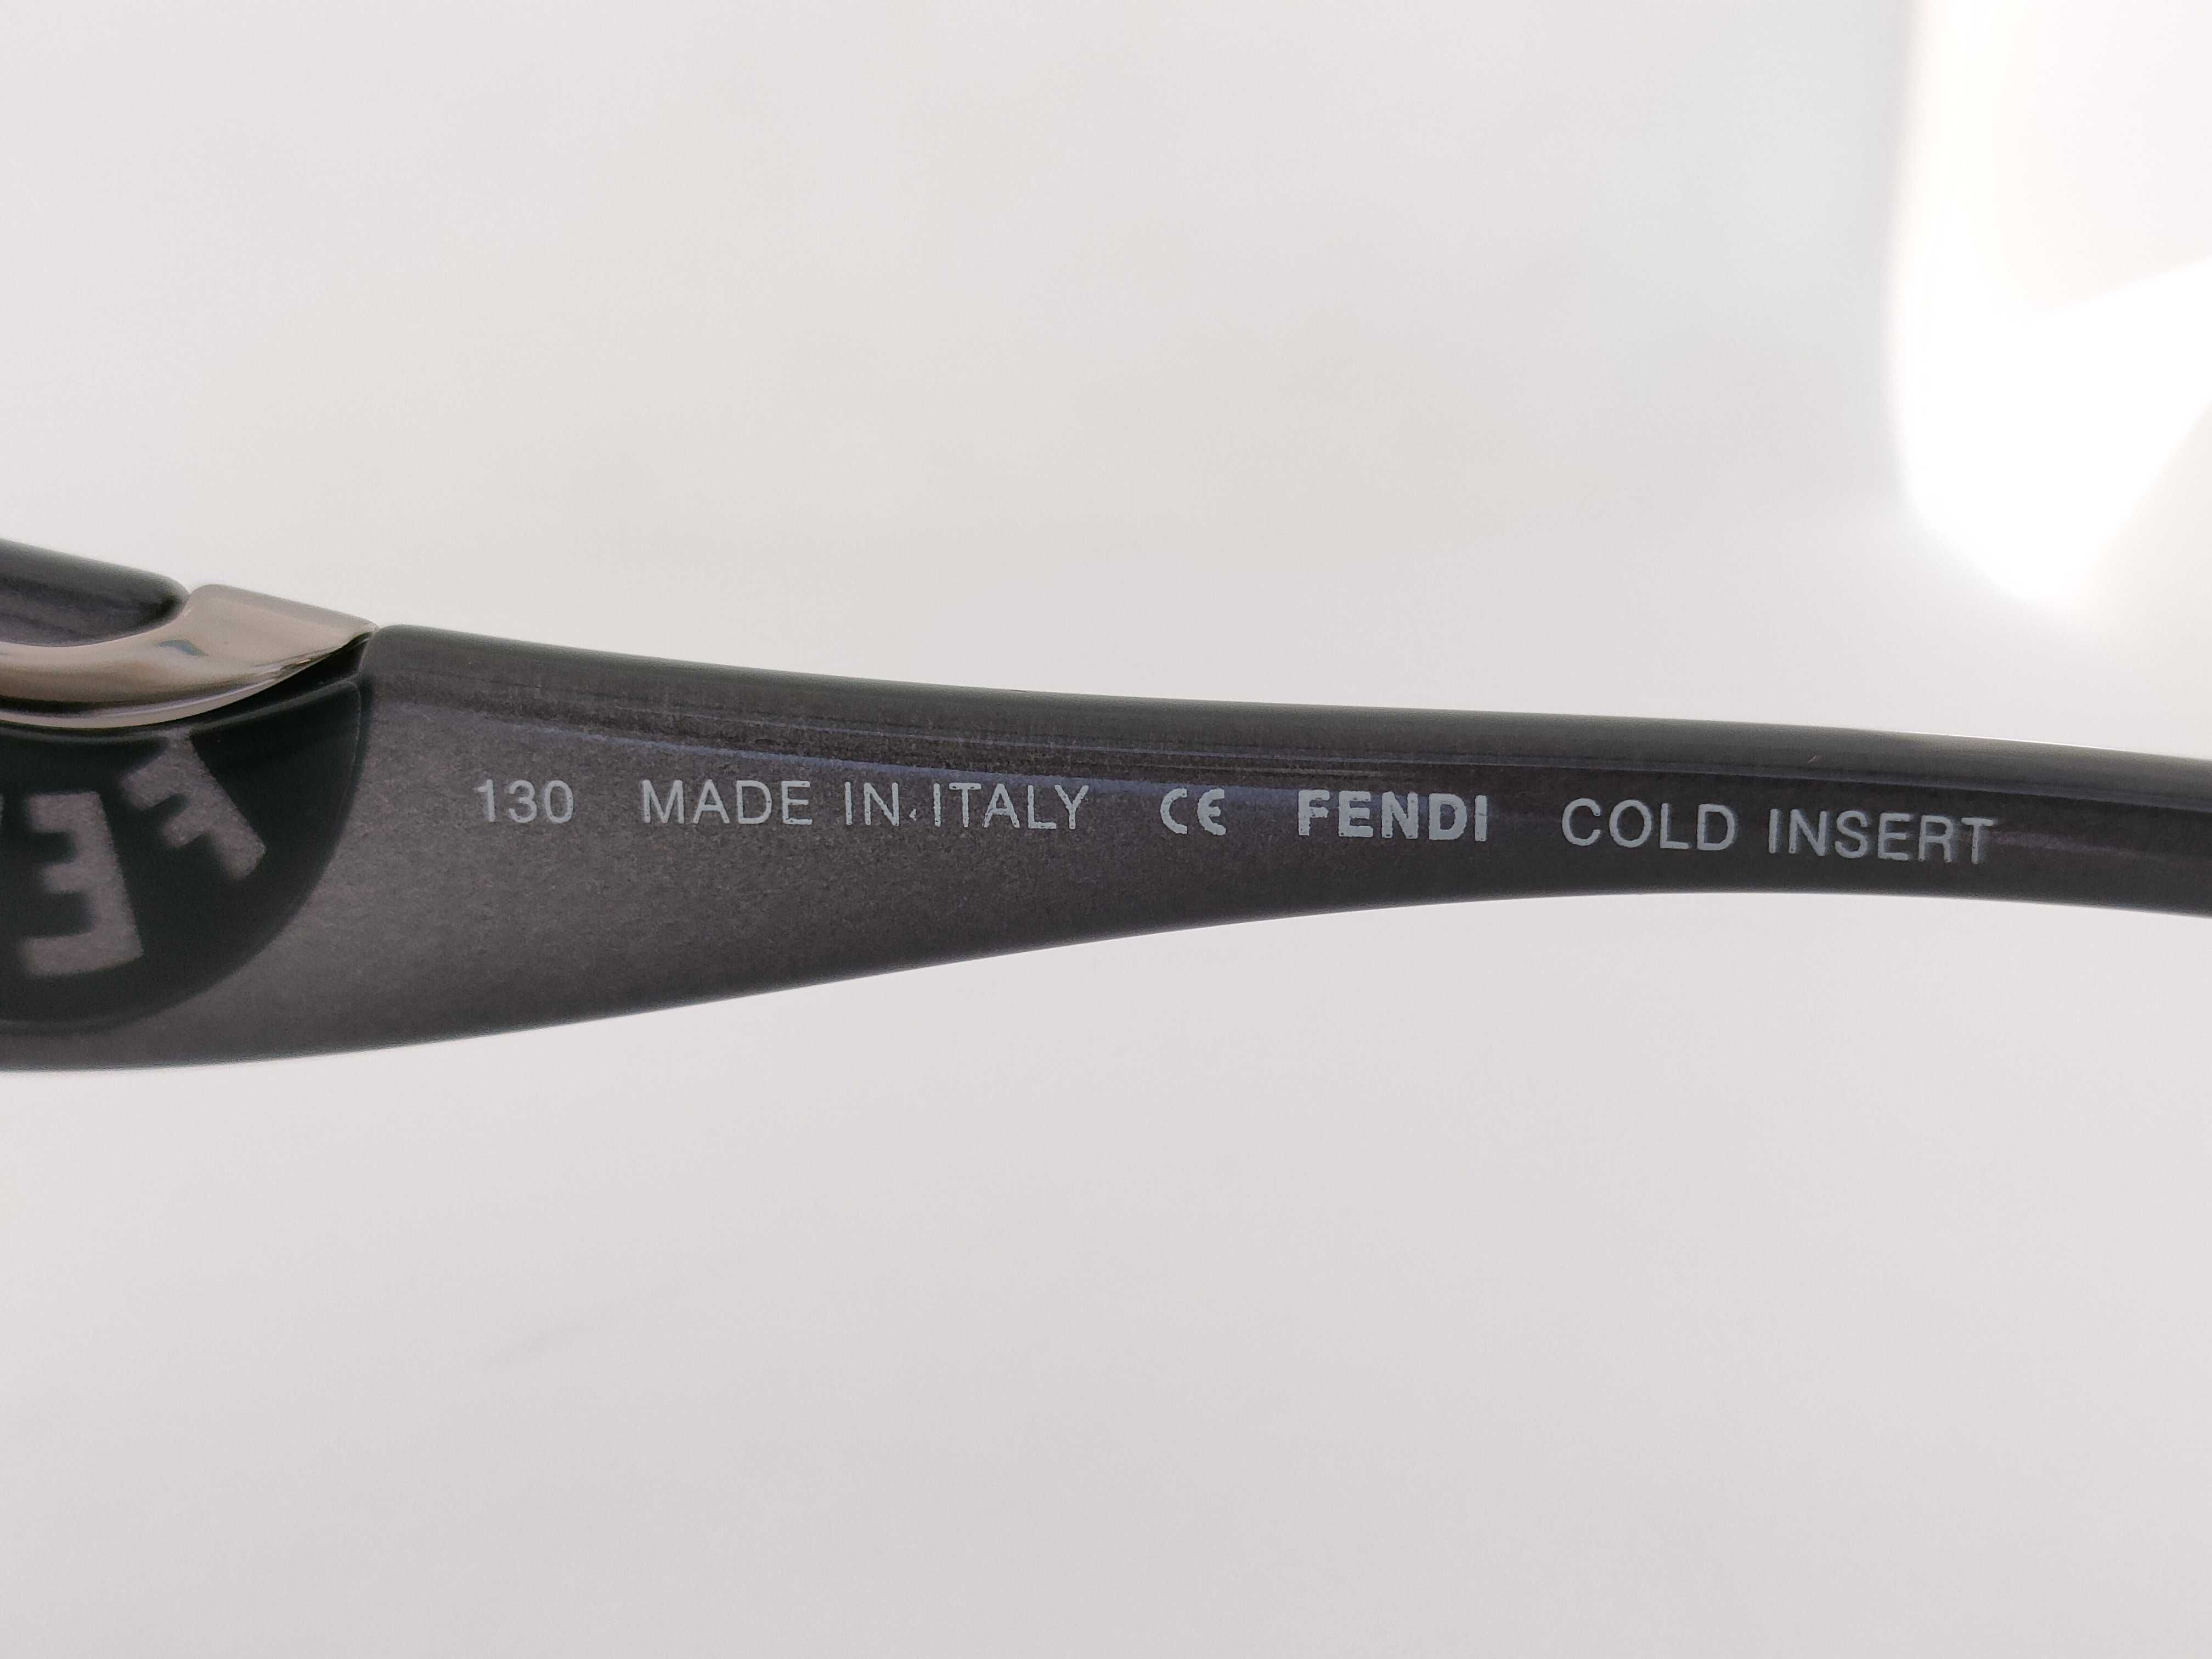 130 MADE IN ITALY CE FENDI COLD INSERT